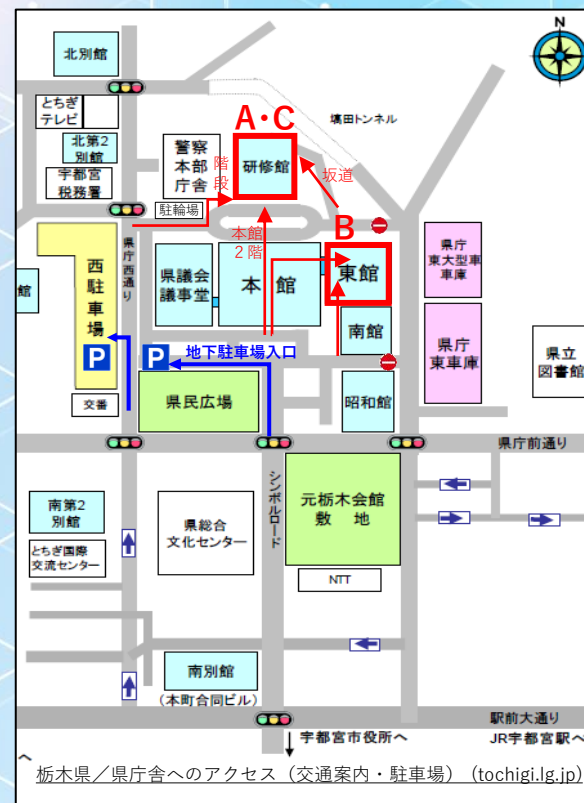 N
北別館
とちぎ
テレビ
北第2
別館
宇都宮
税務署
警察
本部
庁舎
駐輪場
階段
A・C
研修館
塙田トンネル
坂道
B
本館
2階
県庁西通り
西駐車場
P
館
交番
県議会
議事堂
本館
東館
南館
昭和館
県庁
東大型車
車庫
県庁
東車庫
県立
図書館
P
地下駐車場入口
県民広場
県庁前通り
シンボルロード
南第2
別館
とちぎ国際
交流センター
県総合
文化センター
元栃木会館
敷地
NTT
南別館
(本町合同ビル)
駅前大通り
宇都宮市役所へ
JR宇都宮駅へ
へ
栃木県／県庁舎へのアクセス（交通案内・駐車場） (tochigi.lg.jp)